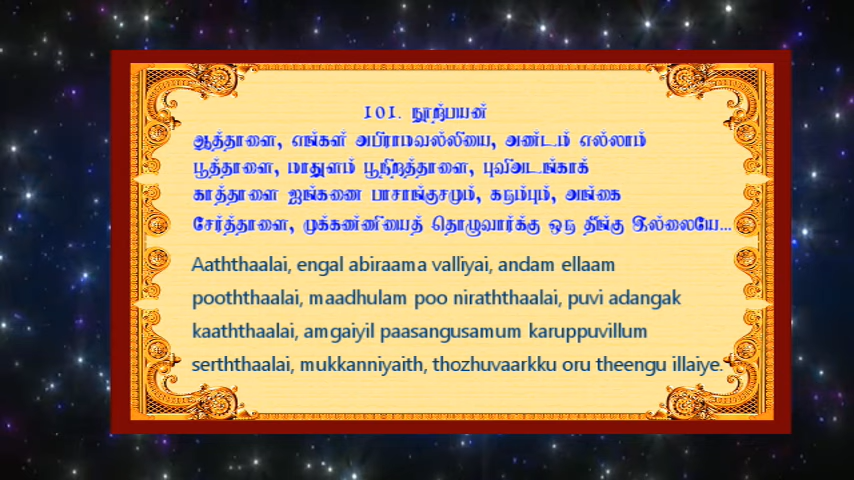 101. நூற்பயன்
ஆத்தாளை, எங்கள் அபிராமவல்லியை, அண்டம் எல்லாம்
பூத்தாளை, மாதுளம் பூநிறத்தாளை, புவிஅடங்காக்
காத்தாளை ஐங்கணை பாசாங்குசமும், கரும்பும், அங்கை
சேர்த்தாளை, முக்கண்ணியைத் தொழுவார்க்கு ஒரு தீங்கு இல்லையே...
Aaththaalai, engal abiraama valliyai, andam ellaam
pooththaalai, maadhulam poo niraththaalai, puvi adangak
kaaththaalai, amgaiyil paasangusamum karuppuvillum
serththaalai, mukkanniyaith, thozhuvaarkku oru theengu illaiye.